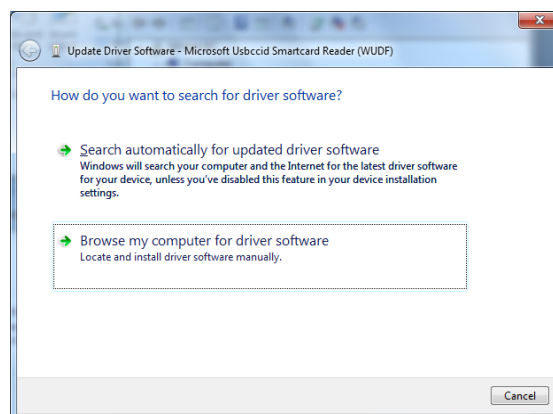 Update Driver Software - Microsoft Usbccid Smartcard Reader (WUDF)
How do you want to search for driver software?
Search automatically for updated driver software
Windows will search your computer and the Internet for the latest driver software
for your device, unless you've disabled this feature in your device installation
settings.
Browse my computer for driver software
Locate and install driver software manually.
Cancel